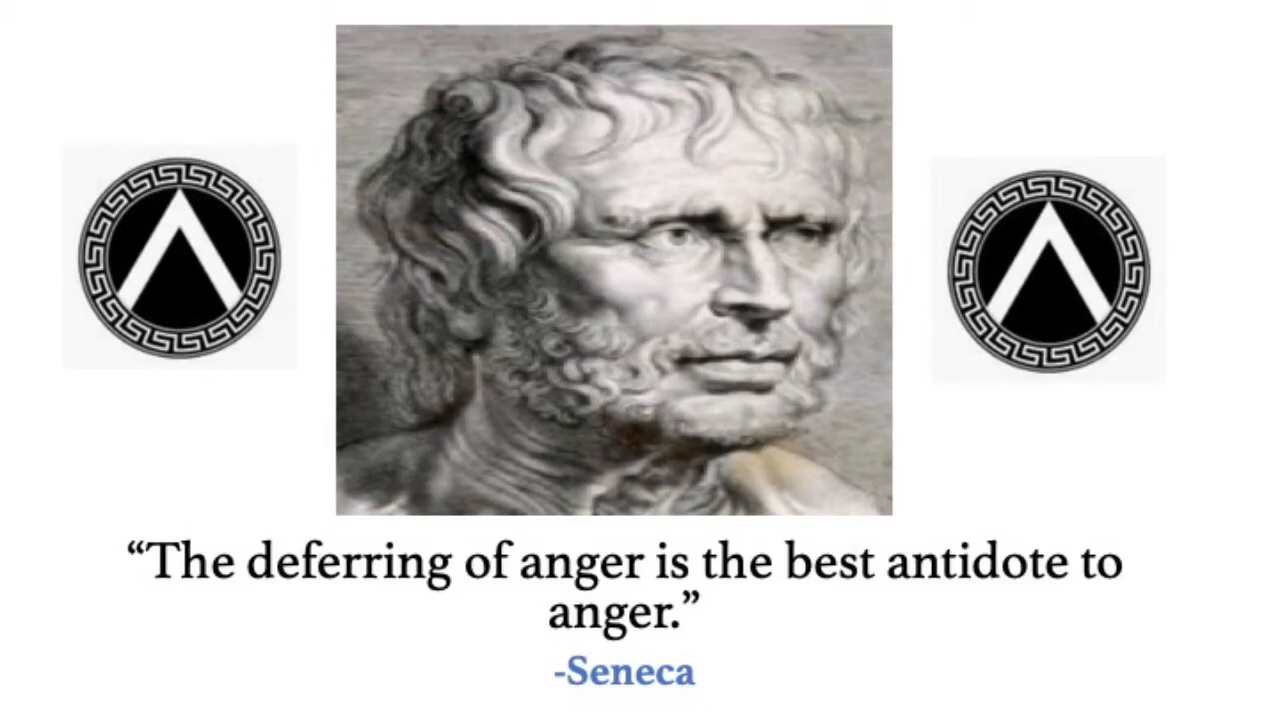 “The deferring of anger is the best antidote to
anger.”
-Seneca